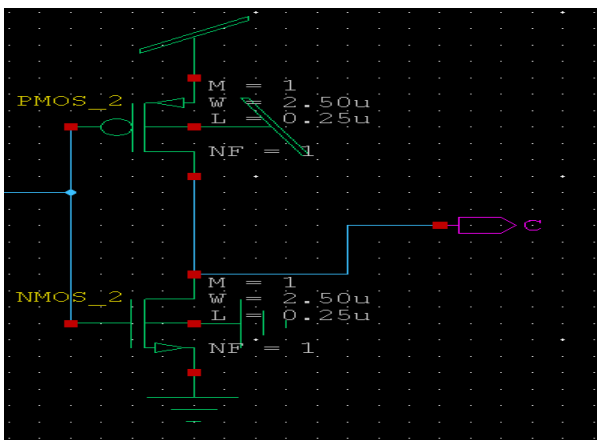 PMOS_2
M = 1
W = 2.50u
L = 0.25u
NF = 1
C
NMOS_2
M = 1
W = 2.50u
L = 0.25u
NF = 1